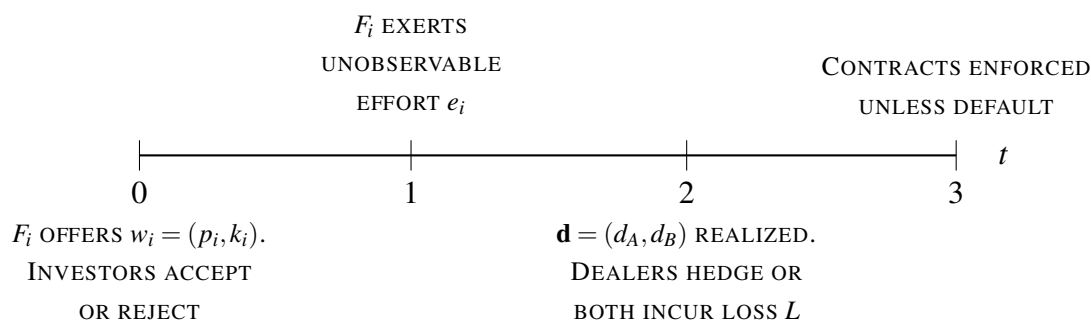 F_i EXERTS
UNOBSERVABLE
EFFORT e_i
CONTRACTS ENFORCED
UNLESS DEFAULT
0
1
2
3
t
F_i OFFERS w_i = (p_i, k_i).
INVESTORS ACCEPT
OR REJECT
d = (d_A, d_B) REALIZED.
DEALERS HEDGE OR
BOTH INCUR LOSS L